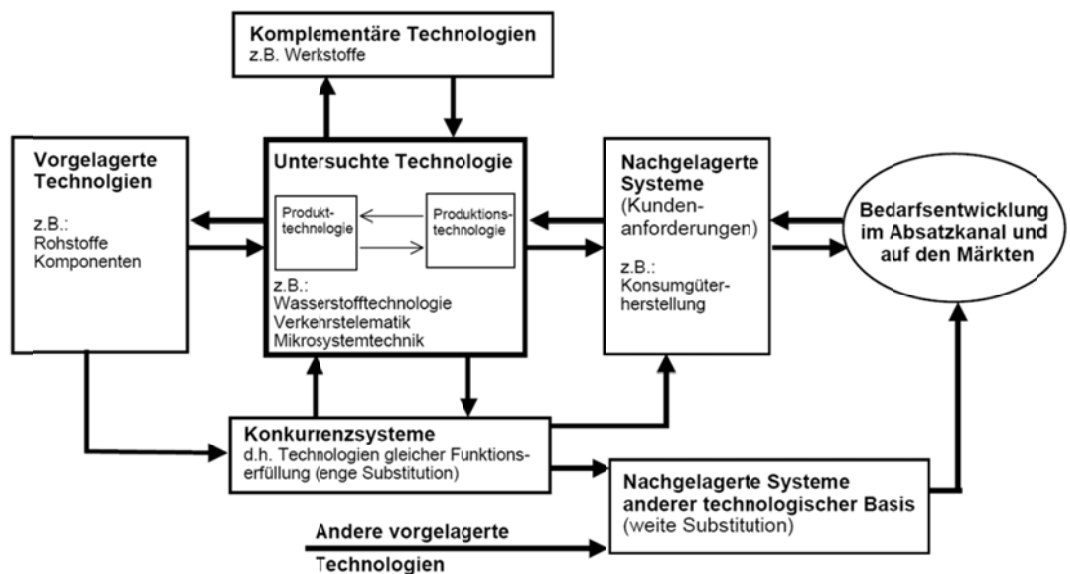 Komplementäre Technologien
z.B. Werkstoffe
Vorgelagerte
Technolgien
z.B.:
Rohstoffe
Komponenten
Untersuchte Technologie
Produkt-
technologie
Produktions-
technologie
z.B.:
Wasserstofftechnologie
Verkehrstelematik
Mikrosystemtechnik
Nachgelagerte
Systeme
(Kunden-
anforderungen)
z.B.:
Konsumgüter-
herstellung
Bedarfsentwicklung
im Absatzkanal und
auf den Märkten
Konkurrenzsysteme
d.h. Technologien gleicher Funktions-
erfüllung (enge Substitution)
Nachgelagerte Systeme
anderer technologischer Basis
(weite Substitution)
Andere vorgelagerte
Technologien